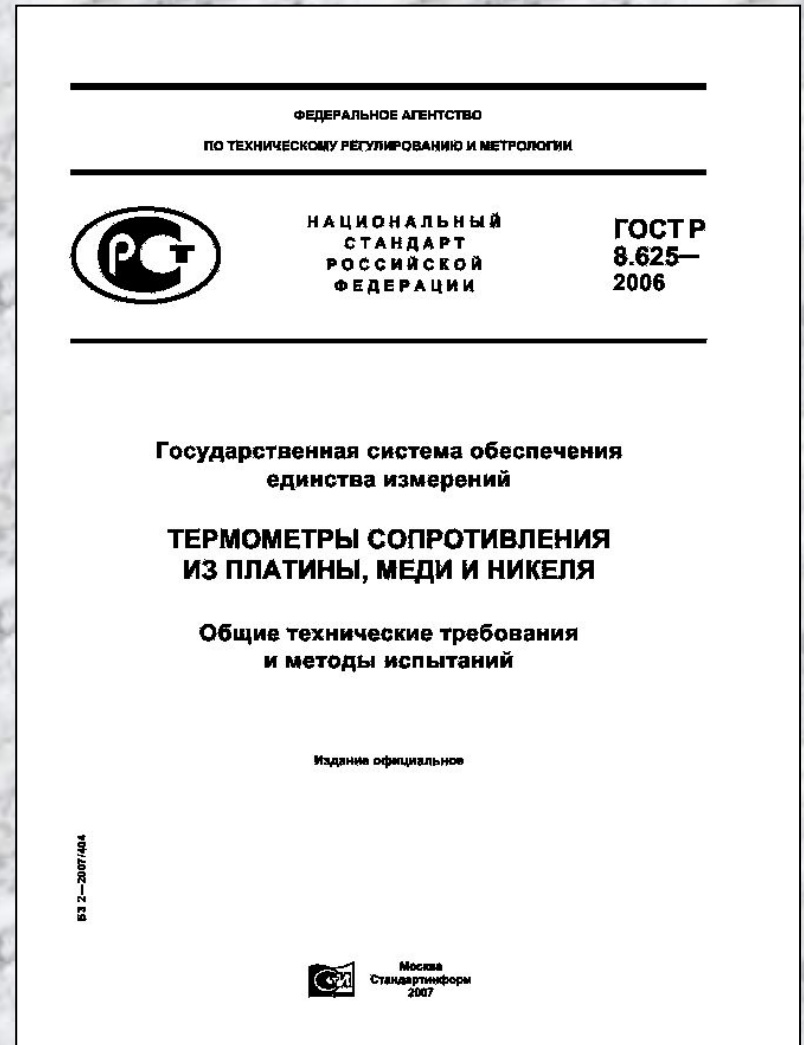 ФЕДЕРАЛЬНОЕ АГЕНТСТВО
ПО ТЕХНИЧЕСКОМУ РЕГУЛИРОВАНИЮ И МЕТРОЛОГИИ
РСТ
НАЦИОНАЛЬНЫЙ
СТАНДАРТ
РОССИЙСКОЙ
ФЕДЕРАЦИИ
ГОСТ Р
8.625—
2006
Государственная система обеспечения
единства измерений
ТЕРМОМЕТРЫ СОПРОТИВЛЕНИЯ
ИЗ ПЛАТИНЫ, МЕДИ И НИКЕЛЯ
Общие технические требования
и методы испытаний
Издание официальное
БЗ 2—2007/404
Москва
Стандартинформ
2007